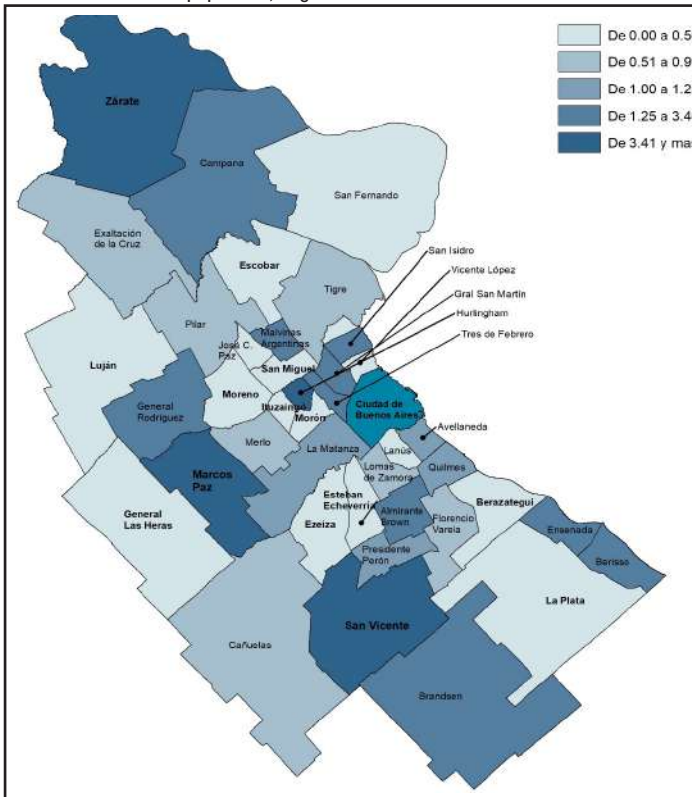 De 0.00 a 0.5
De 0.51 a 0.9
De 1.00 a 1.2
De 1.25 a 3.4
De 3.41 y mas
Zárate
Campana
San Fernando
Exaltación
de la Cruz
Escobar
Tigre
San Isidro
Vicente López
Gral San Martín
Hurlingham
Tres de Febrero
Pilar
Malvinas
Argentinas
José C.
Paz
San Miguel
Luján
Moreno
Ituzaingó
Morón
Ciudad de
Buenos Aires
General
Rodríguez
Merlo
La Matanza
Avellaneda
Lanús
Lomas
de Zamora
Quilmes
Marcos
Paz
Esteban
Echeverría
Almirante
Brown
Berazategui
General
Las Heras
Ezeiza
Florencio
Varela
Ensenada
Berisso
Presidente
Perón
La Plata
San Vicente
Cañuelas
Brandsen